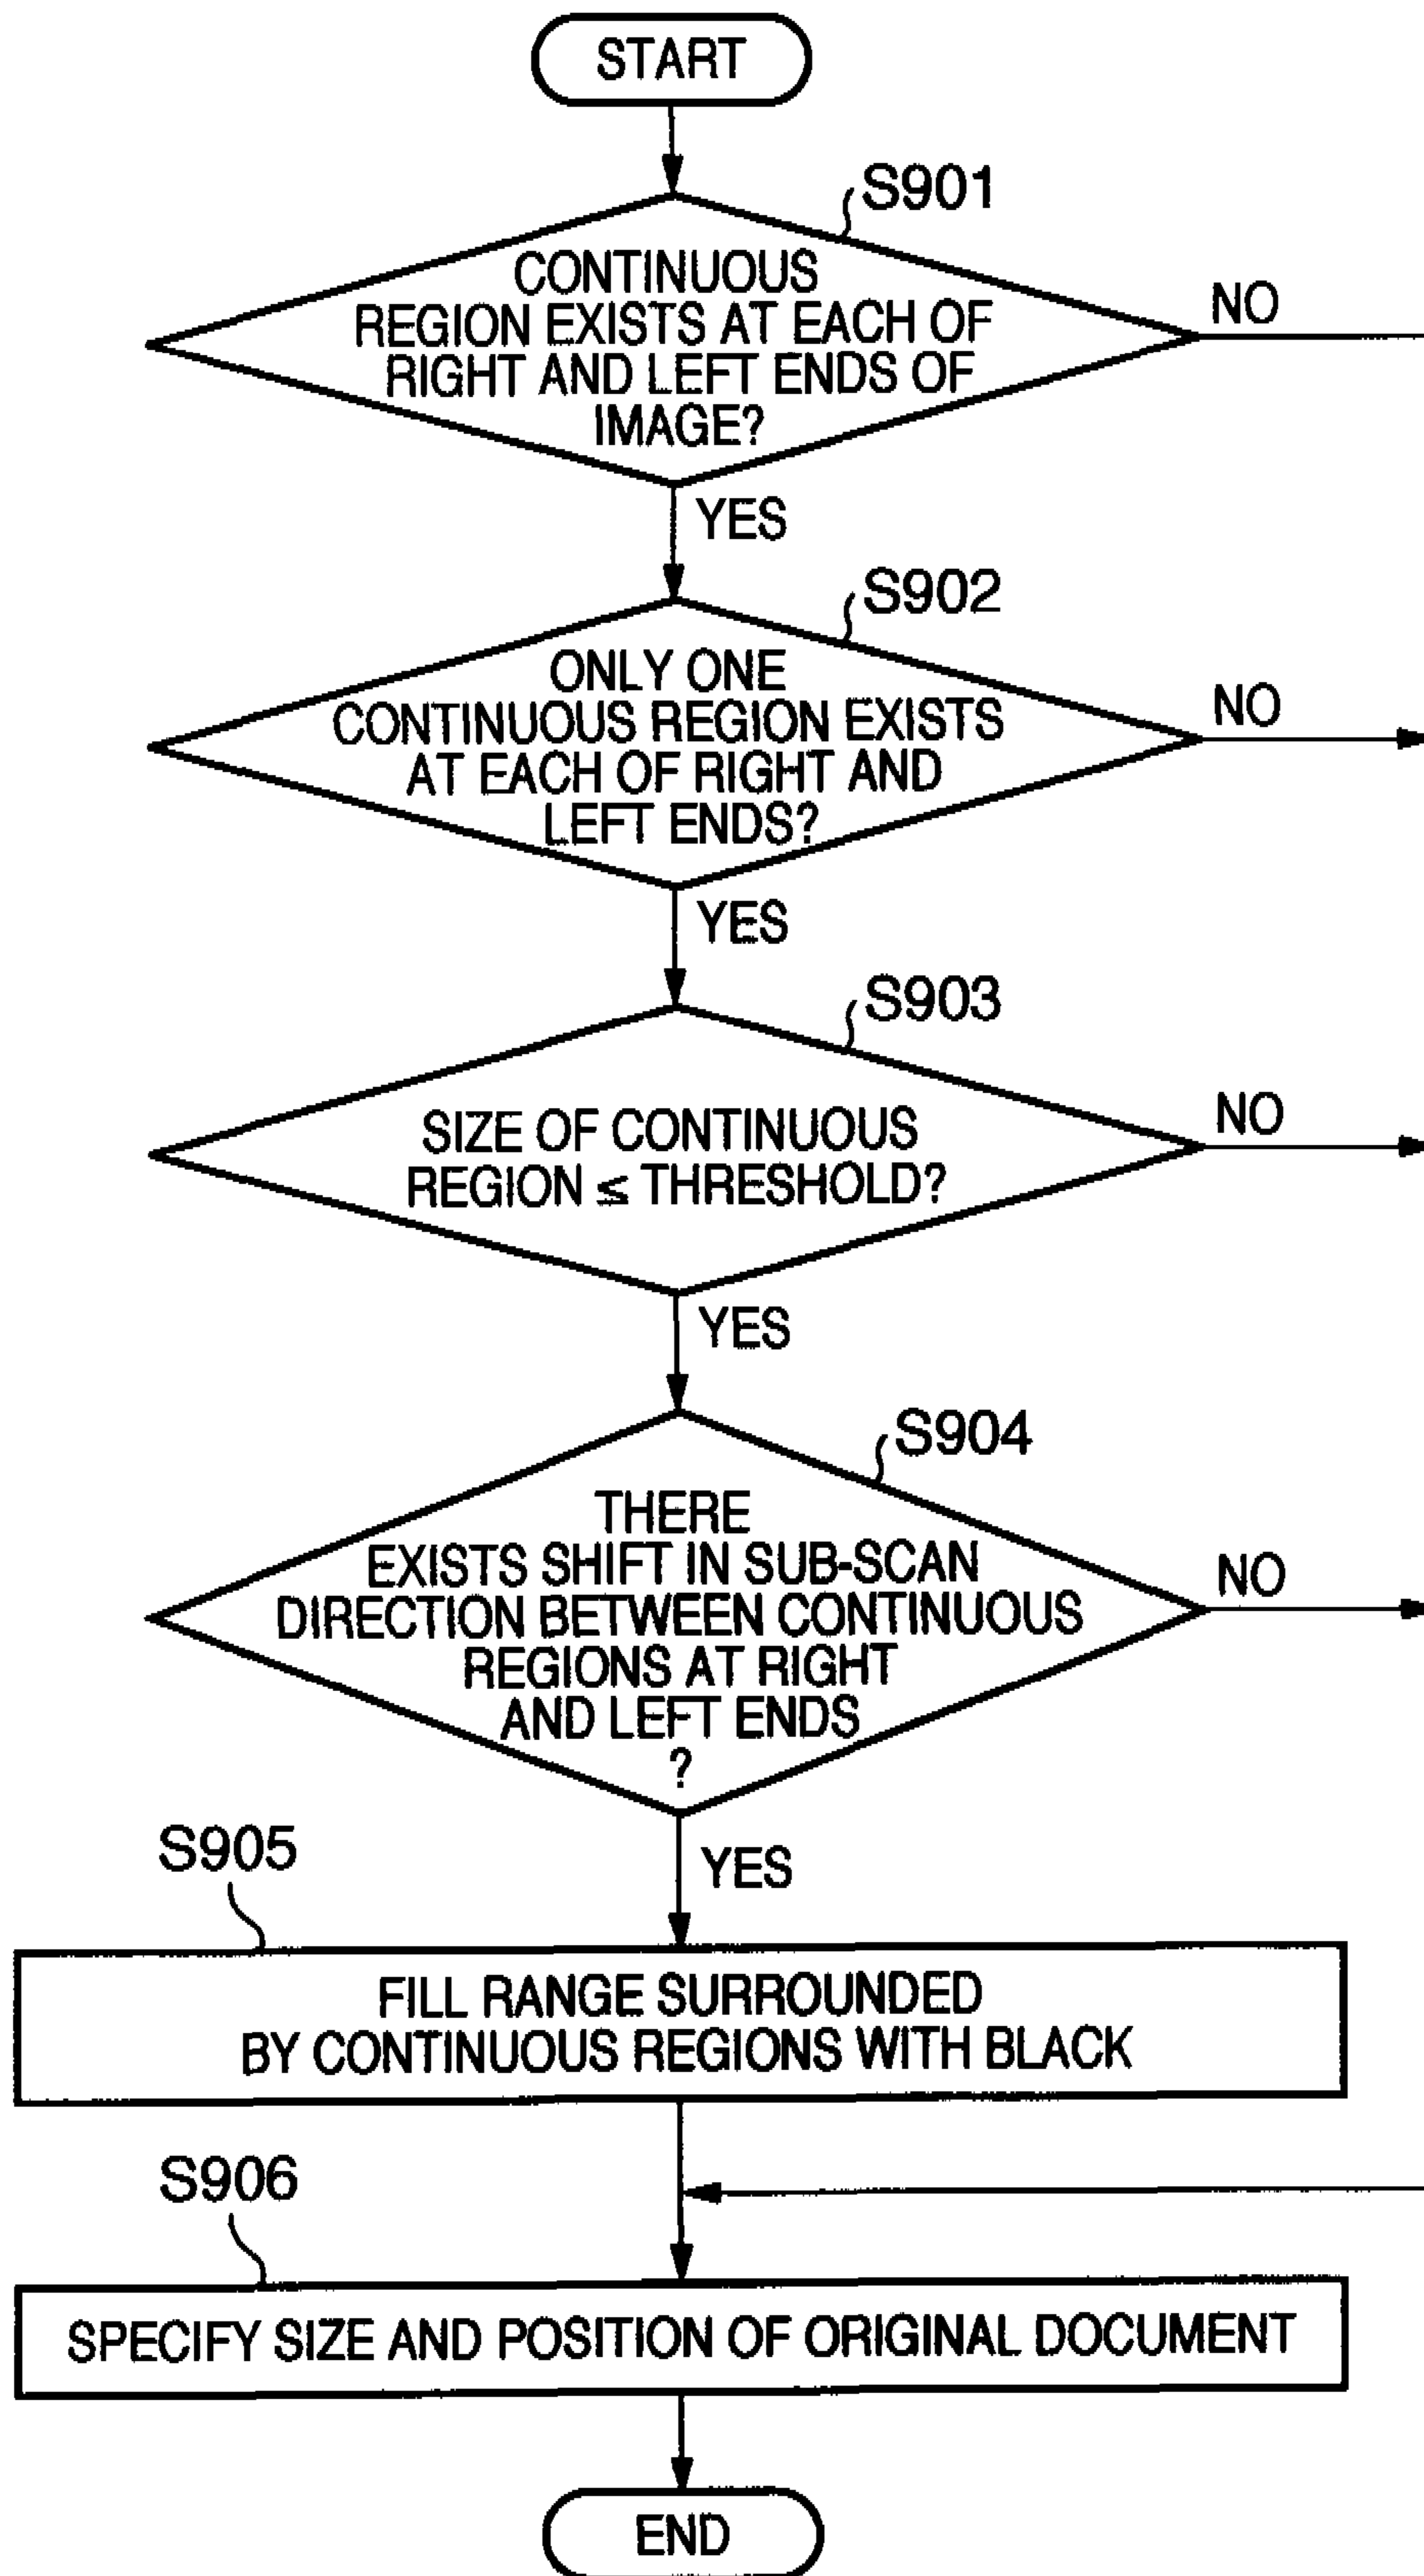 START
S901
CONTINUOUS
REGION EXISTS AT EACH OF
RIGHT AND LEFT ENDS OF
IMAGE?
NO
YES
S902
ONLY ONE
CONTINUOUS REGION EXISTS
AT EACH OF RIGHT AND
LEFT ENDS?
NO
YES
S903
SIZE OF CONTINUOUS
REGION ≤ THRESHOLD?
NO
YES
S904
THERE
EXISTS SHIFT IN SUB-SCAN
DIRECTION BETWEEN CONTINUOUS
REGIONS AT RIGHT
AND LEFT ENDS
?
NO
YES
S905
FILL RANGE SURROUNDED
BY CONTINUOUS REGIONS WITH BLACK
S906
SPECIFY SIZE AND POSITION OF ORIGINAL DOCUMENT
END